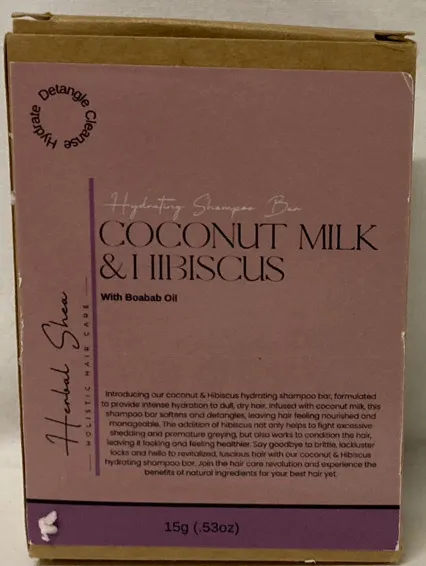 Hydrate Detangle Cleanse
Hydrating Shampoo Bar
COCONUT MILK
& HIBISCUS
With Boabab Oil
Herbal Shea
HOLISTIC HAIR CARE
Introducing our coconut & Hibiscus hydrating shampoo bar, formulated
to provide intense hydration to dull, dry hair. Infused with coconut milk, this
shampoo bar softens and detangles, leaving hair feeling nourished and
manageable. The addition of hibiscus not only helps to fight excessive
shedding and premature greying, but also works to condition the hair,
leaving it looking and feeling healthier. Say goodbye to brittle, lackluster
locks and hello to revitalized, luscious hair with our coconut & Hibiscus
hydrating shampoo bar. Join the hair care revolution and experience the
benefits of natural ingredients for your best hair yet.
15g (.53oz)